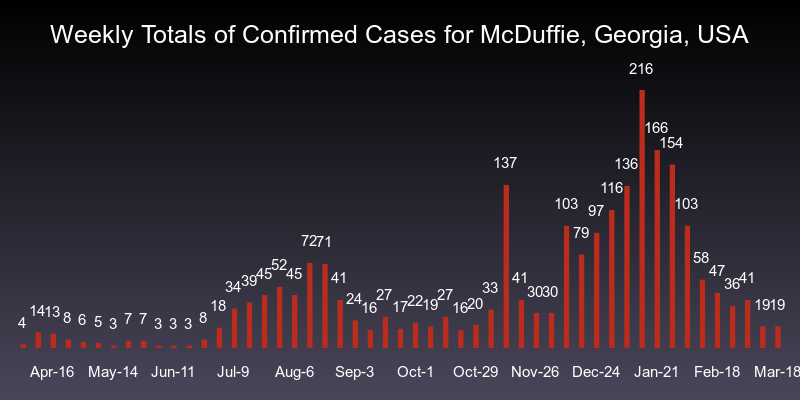 Weekly Totals of Confirmed Cases for McDuffie, Georgia, USA
4 14 13 8 6 5 3 7 7 3 3 3 8 18 34 39 45 52 45 72 71 41 24 16 27 17 22 19 27 16 20 33 137 41 30 30 103 79 97 116 136 216 166 154 103 58 47 36 41 19 19
Apr-16 May-14 Jun-11 Jul-9 Aug-6 Sep-3 Oct-1 Oct-29 Nov-26 Dec-24 Jan-21 Feb-18 Mar-18